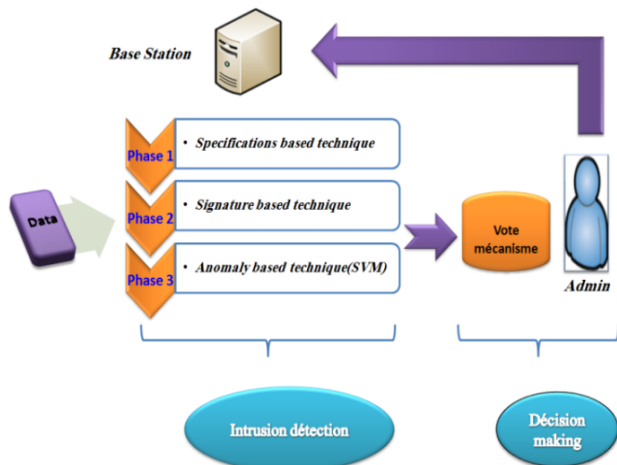 Base Station
Phase 1
• Specifications based technique
Data
Phase 2
• Signature based technique
Phase 3
• Anomaly based technique(SVM)
Vote
mécanisme
Admin
Intrusion détection
Décision
making